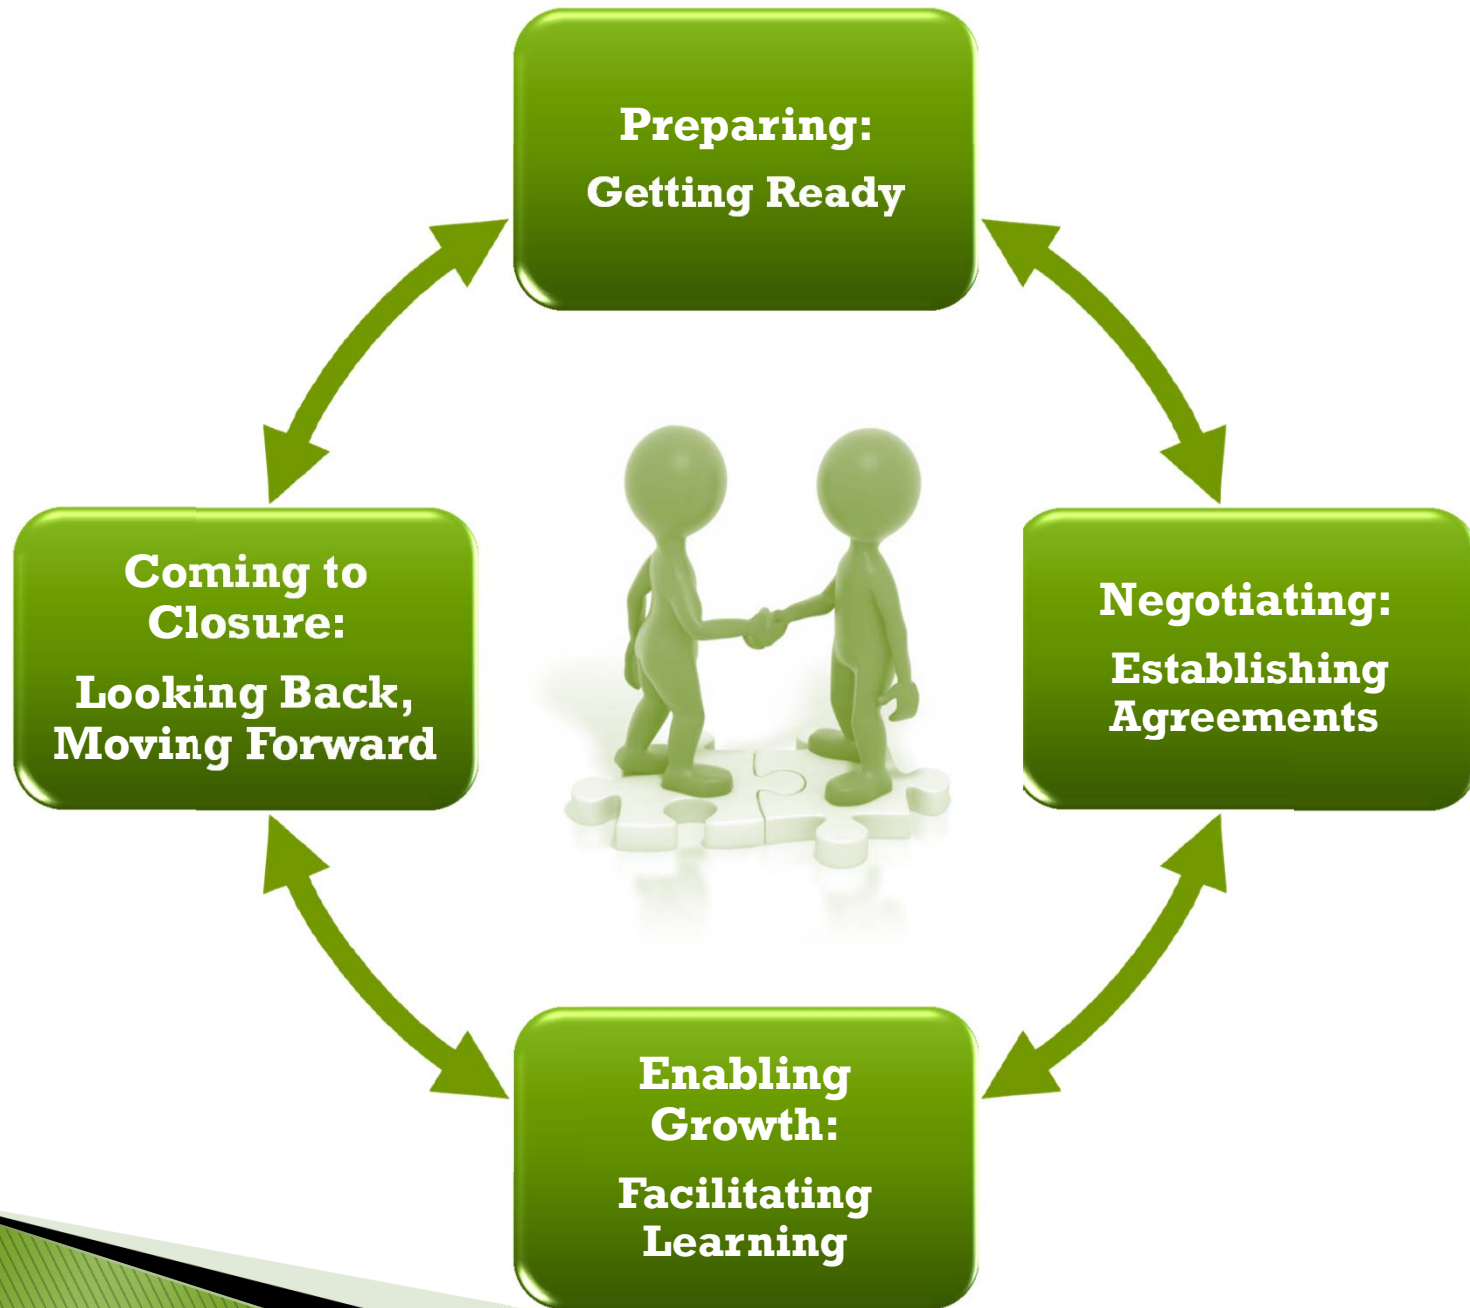 Preparing:
Getting Ready
Negotiating:
Establishing
Agreements
Enabling
Growth:
Facilitating
Learning
Coming to
Closure:
Looking Back,
Moving Forward